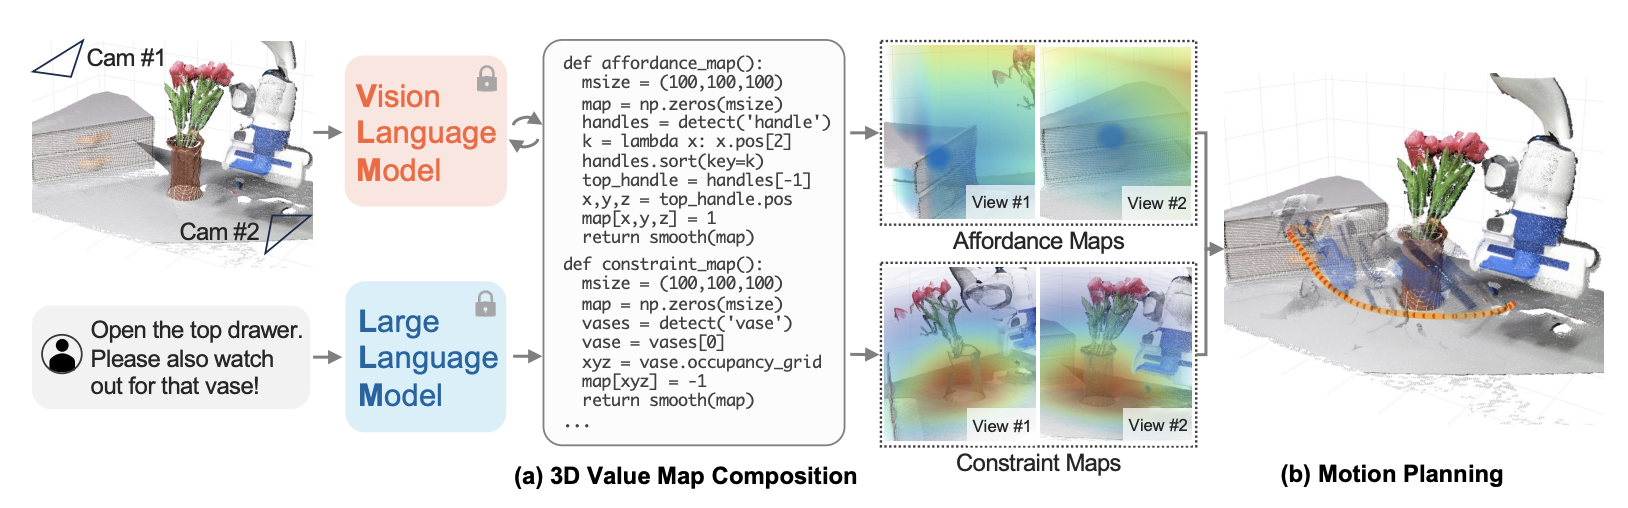 Cam #1
Cam #2
Open the top drawer.
Please also watch
out for that vase!
Vision
Language
Model
Large
Language
Model
def affordance_map():
  msize = (100,100,100)
  map = np.zeros(msize)
  handles = detect('handle')
  k = lambda x: x.pos[2]
  handles.sort(key=k)
  top_handle = handles[-1]
  x,y,z = top_handle.pos
  map[x,y,z] = 1
  return smooth(map)
def constraint_map():
  msize = (100,100,100)
  map = np.zeros(msize)
  vases = detect('vase')
  vase = vases[0]
  xyz = vase.occupancy_grid
  map[xyz] = -1
  return smooth(map)
...
(a) 3D Value Map Composition
View #1
View #2
Affordance Maps
View #1
View #2
Constraint Maps
(b) Motion Planning